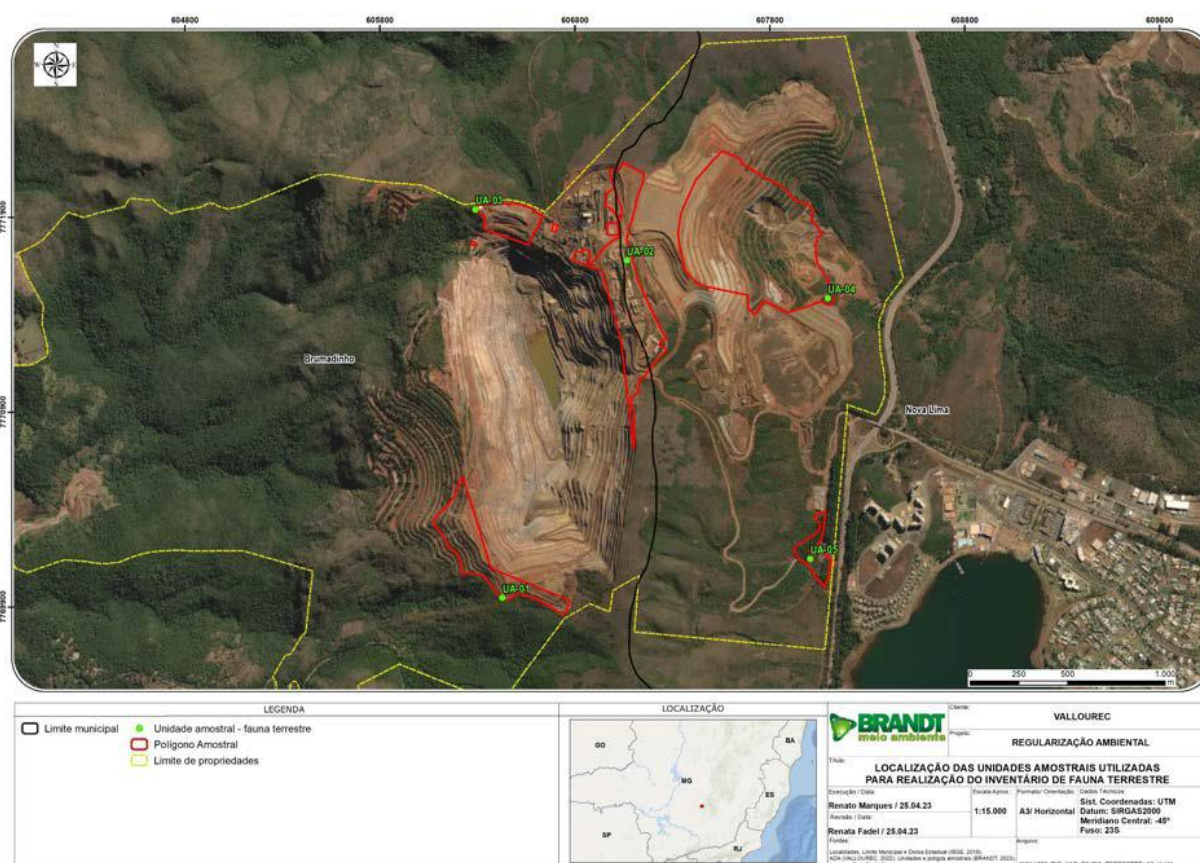 604800 605800 606800 607800 608800 609800
7771900
7770900
7769900
N
UA-03
UA-02
UA-04
Brumadinho
Nova Lima
UA-05
UA-01
0 250 500 1.000
m
LEGENDA
Limite municipal
Unidade amostral - fauna terrestre
Polígono Amostral
Limite de propriedades
LOCALIZAÇÃO
GO
BA
MG
ES
SP
RJ
BRANDT
meio ambiente
Cliente:
VALLOUREC
Projeto:
REGULARIZAÇÃO AMBIENTAL
Título:
LOCALIZAÇÃO DAS UNIDADES AMOSTRAIS UTILIZADAS
PARA REALIZAÇÃO DO INVENTÁRIO DE FAUNA TERRESTRE
Execução / Data:
Renato Marques / 25.04.23
Revisão / Data:
Renata Fadel / 25.04.23
Escala Aprox.:
1:15.000
Formato/ Orientação:
A3/ Horizontal
Dados Técnicos:
Sist. Coordenadas: UTM
Datum: SIRGAS2000
Meridiano Central: -45°
Fuso: 23S
Fontes:
Arquivo: